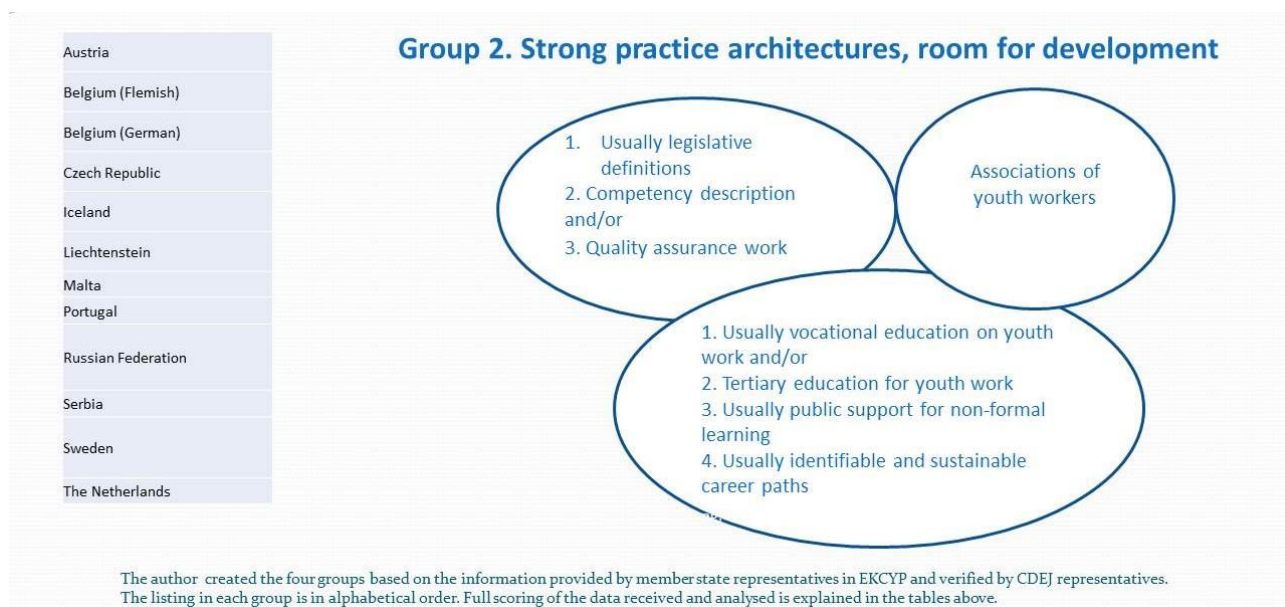 Group 2. Strong practice architectures, room for development
Austria
Belgium (Flemish)
Belgium (German)
Czech Republic
Iceland
Liechtenstein
Malta
Portugal
Russian Federation
Serbia
Sweden
The Netherlands
1. Usually legislative
definitions
2. Competency description
and/or
3. Quality assurance work
Associations of
youth workers
1. Usually vocational education on youth
work and/or
2. Tertiary education for youth work
3. Usually public support for non-formal
learning
4. Usually identifiable and sustainable
career paths
The author created the four groups based on the information provided by member state representatives in EKCYP and verified by CDEJ representatives.
The listing in each group is in alphabetical order. Full scoring of the data received and analysed is explained in the tables above.